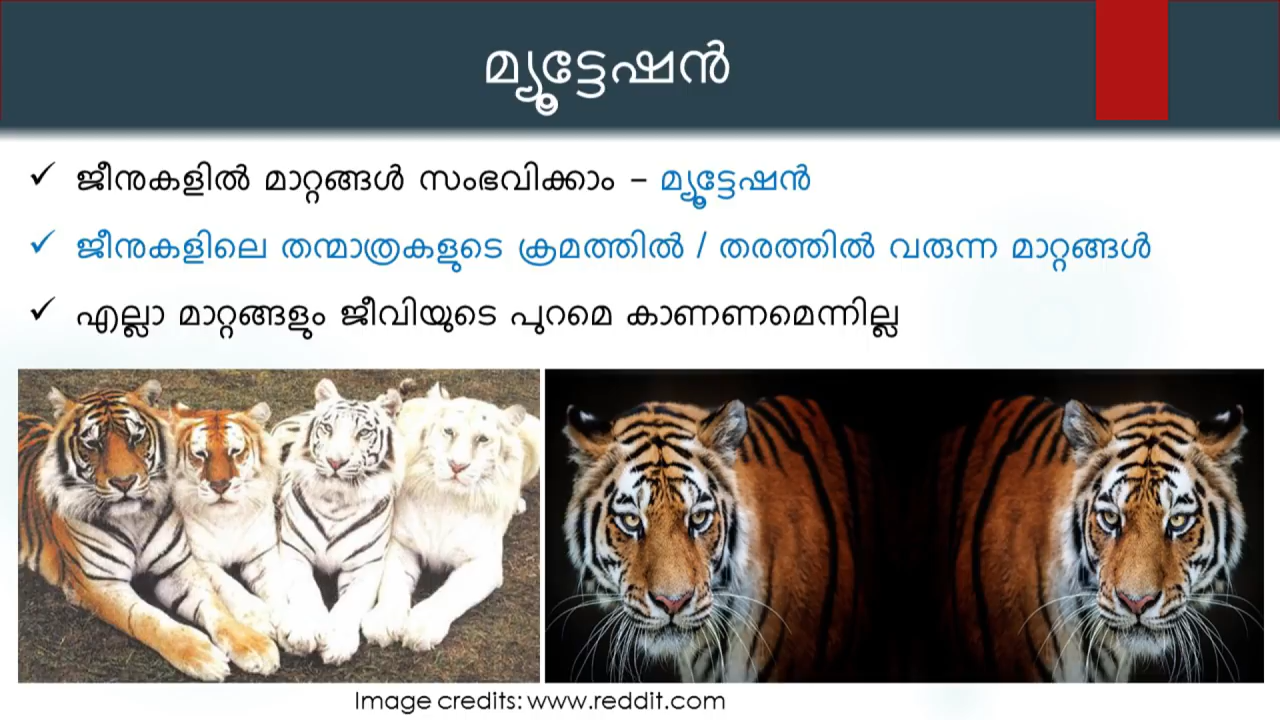 മ്യൂട്ടേഷൻ
✓ ജീനുകളിൽ മാറ്റങ്ങൾ സംഭവിക്കാം – മ്യൂട്ടേഷൻ
✓ ജീനുകളിലെ തന്മാത്രകളുടെ ക്രമത്തിൽ / തരത്തിൽ വരുന്ന മാറ്റങ്ങൾ
✓ എല്ലാ മാറ്റങ്ങളും ജീവിയുടെ പുറമെ കാണണമെന്നില്ല
Image credits: www.reddit.com